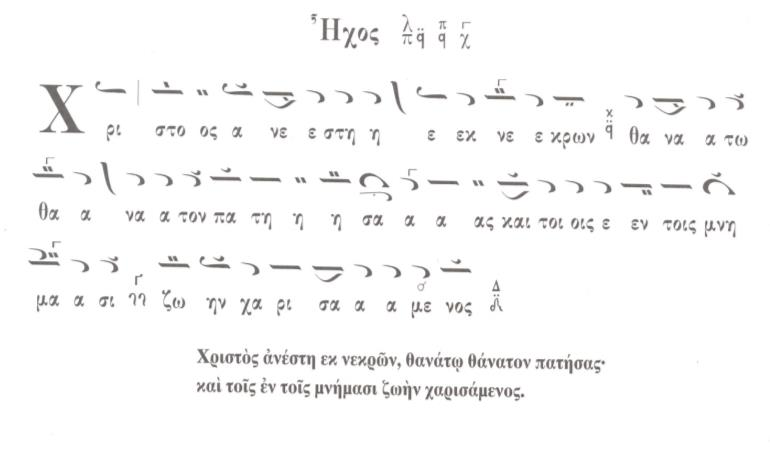 Ἦχος λ π q π q Γ χ
Χ ρι στο ος α νε ε στη η ε εκ νε ε κρων κ q θα να α τω
θα α να α τον πα τη η η σα α α ας και τοι οις ε εν τοις μνη
μα α σι Γ ζω ην χα ρι σα α α με νος Δ
Χριστὸς ἀνέστη εκ νεκρῶν, θανάτῳ θάνατον πατήσας·
καὶ τοῖς ἐν τοῖς μνήμασι ζωὴν χαρισάμενος.